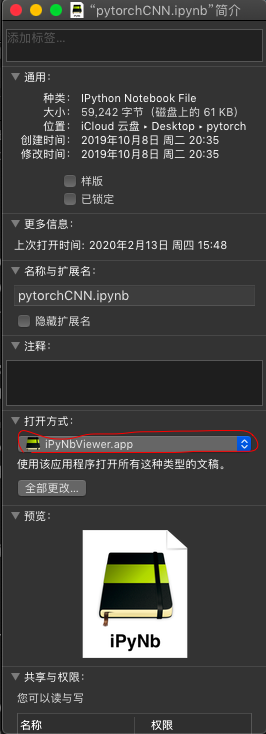 “pytorchCNN.ipynb”简介
添加标签...
通用：
种类： IPython Notebook File
大小： 59,242 字节（磁盘上的 61 KB）
位置： iCloud 云盘 ▸ Desktop ▸ pytorch
创建时间： 2019年10月8日 周二 20:35
修改时间： 2019年10月8日 周二 20:35
样版
已锁定
更多信息：
上次打开时间: 2020年2月13日 周四 15:48
名称与扩展名：
pytorchCNN.ipynb
隐藏扩展名
注释：
打开方式：
iPyNbViewer.app
使用该应用程序打开所有这种类型的文稿。
全部更改...
预览：
iPyNb
共享与权限：
您可以读与写
名称 权限